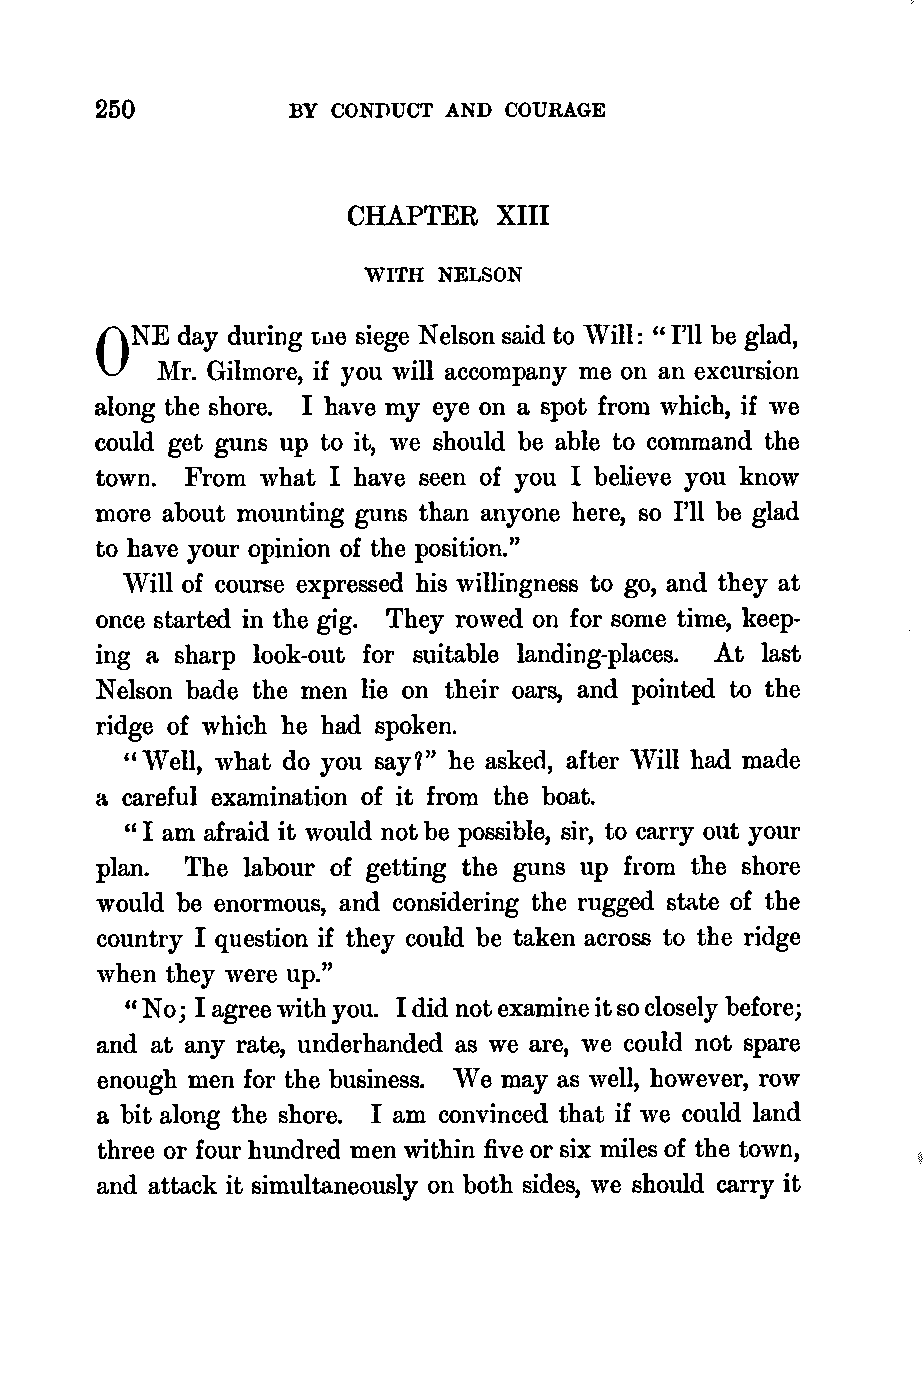 250 BY CONDUCT AND COURAGE
CHAPTER XIII
WITH NELSON
ONE day during the siege Nelson said to Will: "I'll be glad,
Mr. Gilmore, if you will accompany me on an excursion
along the shore. I have my eye on a spot from which, if we
could get guns up to it, we should be able to command the
town. From what I have seen of you I believe you know
more about mounting guns than anyone here, so I'll be glad
to have your opinion of the position."
Will of course expressed his willingness to go, and they at
once started in the gig. They rowed on for some time, keep-
ing a sharp look-out for suitable landing-places. At last
Nelson bade the men lie on their oars, and pointed to the
ridge of which he had spoken.
"Well, what do you say?" he asked, after Will had made
a careful examination of it from the boat.
"I am afraid it would not be possible, sir, to carry out your
plan. The labour of getting the guns up from the shore
would be enormous, and considering the rugged state of the
country I question if they could be taken across to the ridge
when they were up."
"No; I agree with you. I did not examine it so closely before;
and at any rate, underhanded as we are, we could not spare
enough men for the business. We may as well, however, row
a bit along the shore. I am convinced that if we could land
three or four hundred men within five or six miles of the town,
and attack it simultaneously on both sides, we should carry it